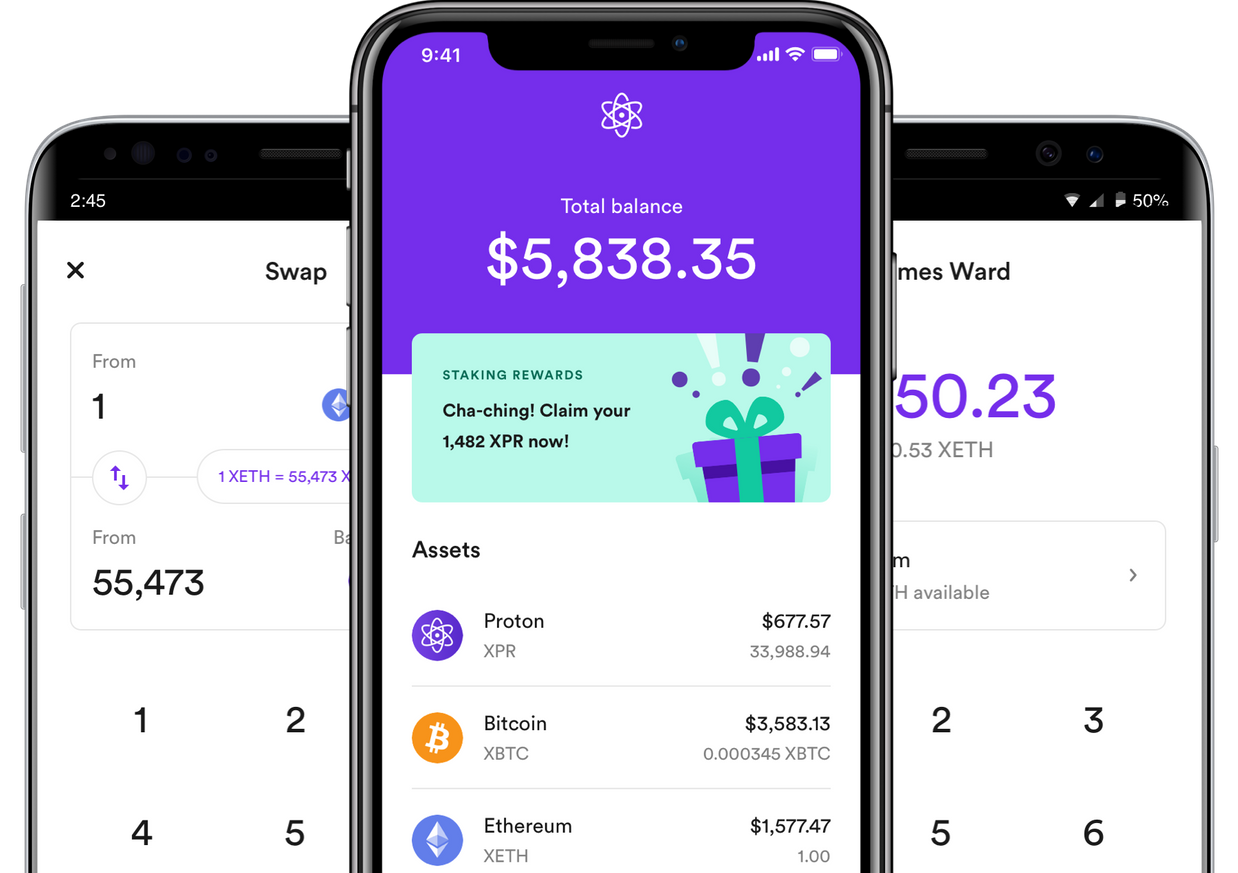 2:45
Swap
From
1
1 XETH = 55,473 X
From
Ba
55,473
1 2
4 5
9:41
Total balance
$5,838.35
STAKING REWARDS
Cha-ching! Claim your
1,482 XPR now!
Assets
Proton $677.57
XPR 33,988.94
Bitcoin $3,583.13
XBTC 0.000345 XBTC
Ethereum $1,577.47
XETH 1.00
50%
mes Ward
50.23
0.53 XETH
m
H available
2 3
5 6